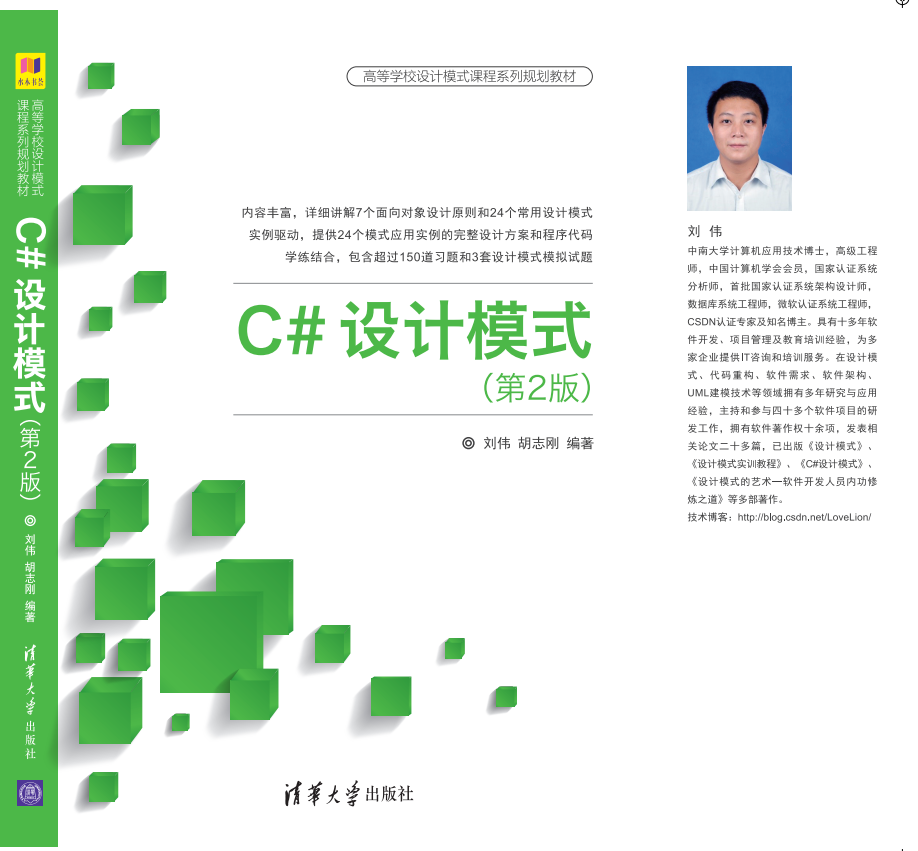 水木书荟
高等学校设计模式
课程系列规划教材
C# 设计模式（第2版）
◎ 刘伟 胡志刚 编著
清华大学出版社
高等学校设计模式课程系列规划教材
内容丰富，详细讲解7个面向对象设计原则和24个常用设计模式
实例驱动，提供24个模式应用实例的完整设计方案和程序代码
学练结合，包含超过150道习题和3套设计模式模拟试题
C# 设计模式
（第2版）
◎ 刘伟 胡志刚 编著
清华大学出版社
刘 伟
中南大学计算机应用技术博士，高级工程
师，中国计算机学会会员，国家认证系统
分析师，首批国家认证系统架构设计师，
数据库系统工程师，微软认证系统工程师，
CSDN认证专家及知名博主。具有十多年软
件开发、项目管理及教育培训经验，为多
家企业提供IT咨询和培训服务。在设计模
式、代码重构、软件需求、软件架构、
UML建模技术等领域拥有多年研究与应用
经验，主持和参与四十多个软件项目的研
发工作，拥有软件著作权十余项，发表相
关论文二十多篇，已出版《设计模式》、
《设计模式实训教程》、《C#设计模式》、
《设计模式的艺术—软件开发人员内功修
炼之道》等多部著作。
技术博客：http://blog.csdn.net/LoveLion/